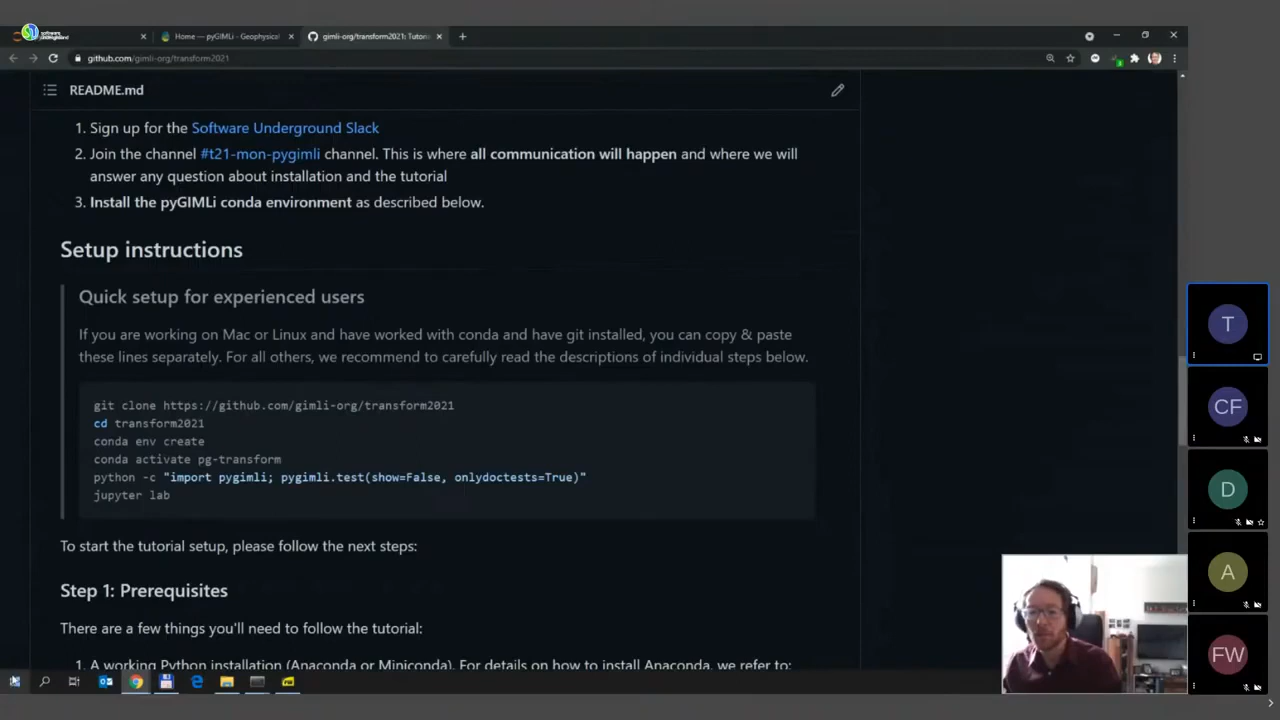 Home — pyGIMLi - Geophysical
gimli-org/transform2021: Tutori
github.com/gimli-org/transform2021
README.md
1. Sign up for the Software Underground Slack
2. Join the channel #t21-mon-pygimli channel. This is where all communication will happen and where we will
answer any question about installation and the tutorial
3. Install the pyGIMLi conda environment as described below.
Setup instructions
Quick setup for experienced users
If you are working on Mac or Linux and have worked with conda and have git installed, you can copy & paste
these lines separately. For all others, we recommend to carefully read the descriptions of individual steps below.
git clone https://github.com/gimli-org/transform2021
cd transform2021
conda env create
conda activate pg-transform
python -c "import pygimli; pygimli.test(show=False, onlydoctests=True)"
jupyter lab
To start the tutorial setup, please follow the next steps:
Step 1: Prerequisites
There are a few things you'll need to follow the tutorial:
1. A working Python installation (Anaconda or Miniconda). For details on how to install Anaconda, we refer to:
T
CF
D
A
FW